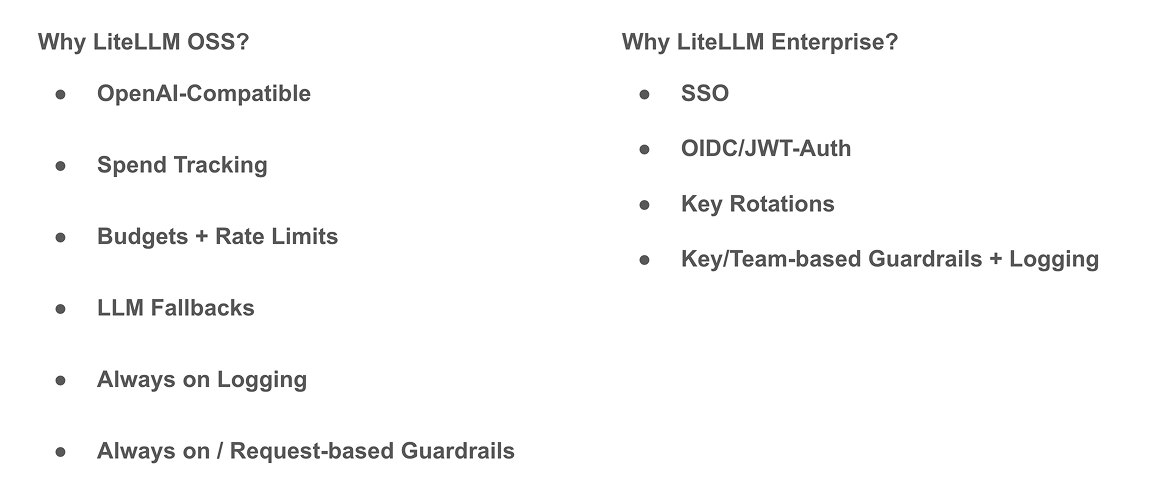 Why LiteLLM OSS?
● OpenAI-Compatible
● Spend Tracking
● Budgets + Rate Limits
● LLM Fallbacks
● Always on Logging
● Always on / Request-based Guardrails
Why LiteLLM Enterprise?
● SSO
● OIDC/JWT-Auth
● Key Rotations
● Key/Team-based Guardrails + Logging